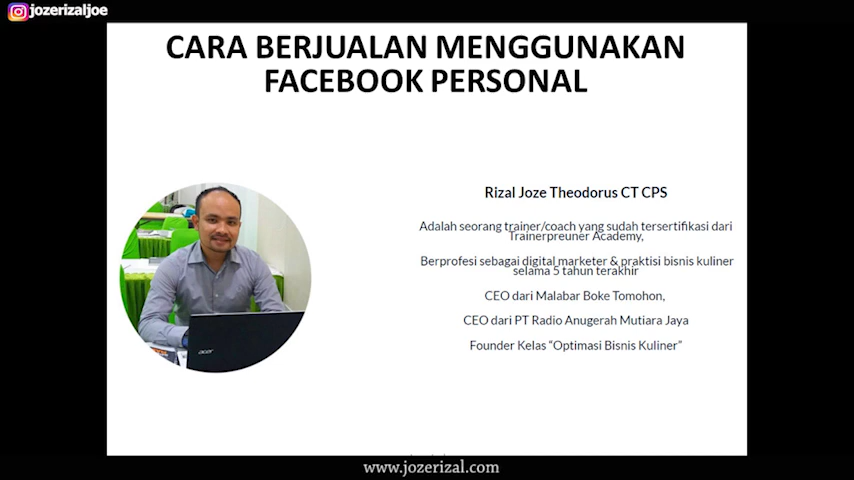 jozerizaljoe
CARA BERJUALAN MENGGUNAKAN
FACEBOOK PERSONAL
Rizal Joze Theodorus CT CPS
Adalah seorang trainer/coach yang sudah tersertifikasi dari
Trainerpreuner Academy,
Berprofesi sebagai digital marketer & praktisi bisnis kuliner
selama 5 tahun terakhir
CEO dari Malabar Boke Tomohon,
CEO dari PT Radio Anugerah Mutiara Jaya
Founder Kelas “Optimasi Bisnis Kuliner”
acer
www.jozerizal.com